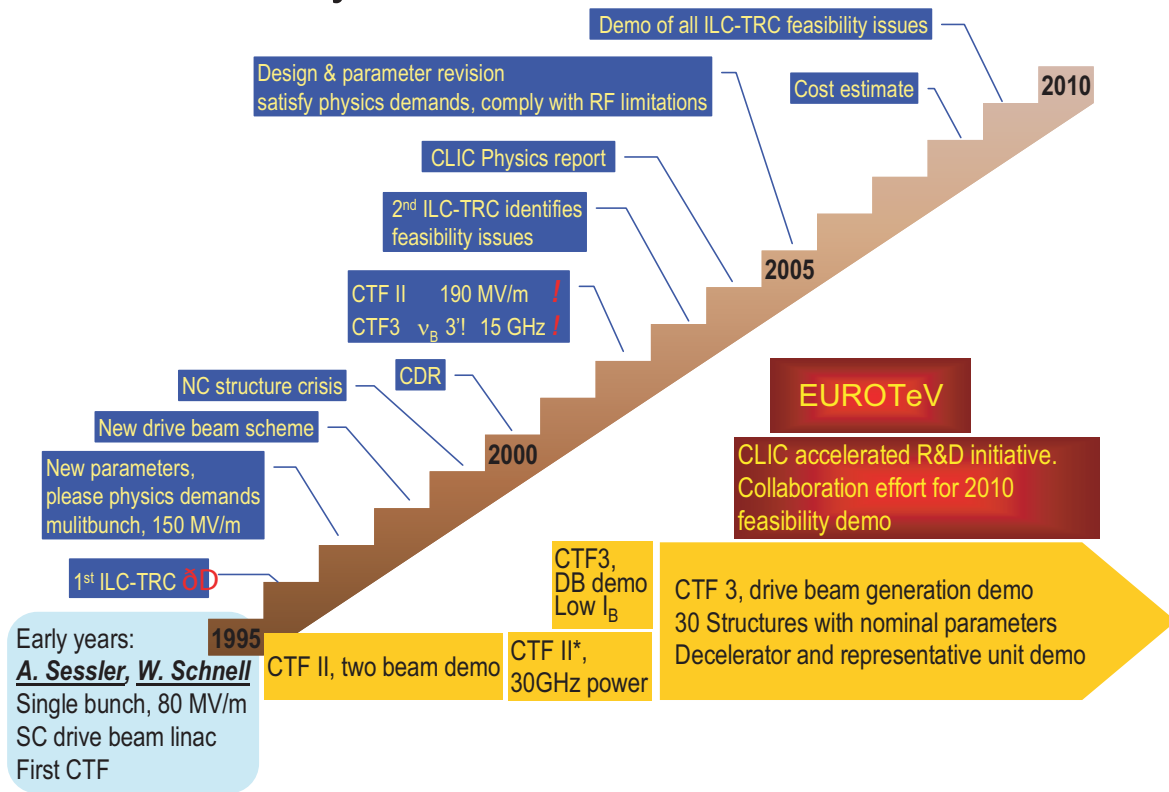 Demo of all ILC-TRC feasibility issues
2010
Design & parameter revision
satisfy physics demands, comply with RF limitations
Cost estimate
CLIC Physics report
2nd ILC-TRC identifies
feasibility issues
2005
CTF II 190 MV/m !
CTF3 νB 3'! 15 GHz !
NC structure crisis
CDR
EUROTeV
New drive beam scheme
2000
CLIC accelerated R&D initiative.
Collaboration effort for 2010
feasibility demo
New parameters,
please physics demands
mulitbunch, 150 MV/m
1st ILC-TRC ðD
CTF3,
DB demo
Low IB
CTF 3, drive beam generation demo
30 Structures with nominal parameters
Decelerator and representative unit demo
1995
Early years:
A. Sessler, W. Schnell
Single bunch, 80 MV/m
SC drive beam linac
First CTF
CTF II, two beam demo
CTF II*,
30GHz power